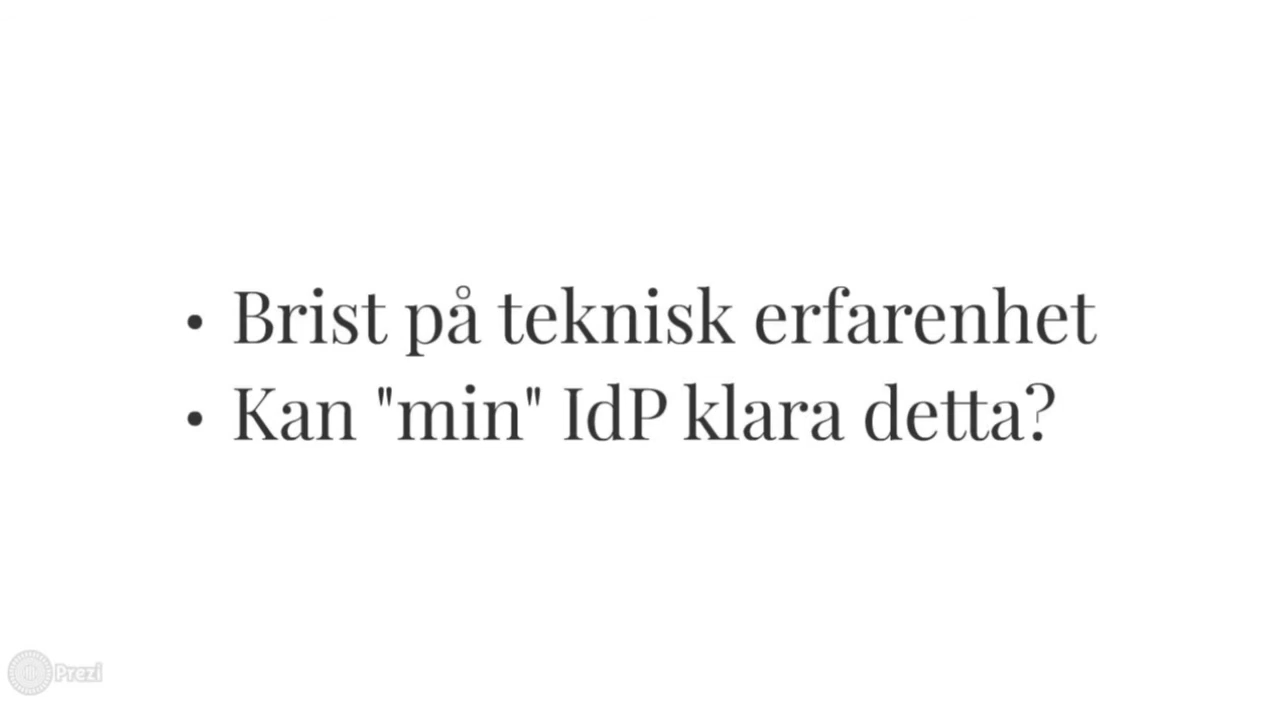 • Brist på teknisk erfarenhet
• Kan "min" IdP klara detta?
Prezi